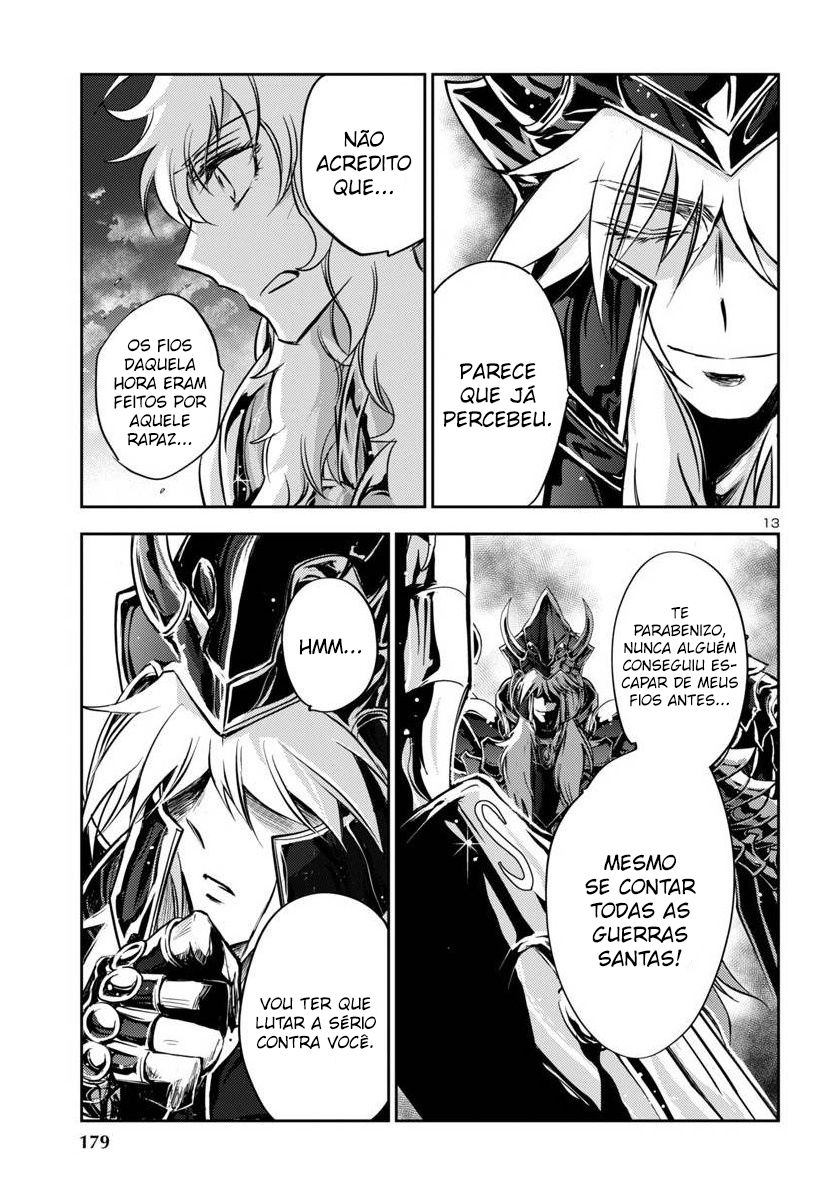 PARECE
QUE JÁ
PERCEBEU.
NÃO
ACREDITO
QUE...
OS FIOS
DAQUELA
HORA ERAM
FEITOS POR
AQUELE
RAPAZ...
13
TE
PARABENIZO,
NUNCA ALGUÉM
CONSEGUIU ES-
CAPAR DE MEUS
FIOS ANTES...
MESMO
SE CONTAR
TODAS AS
GUERRAS
SANTAS!
S
HMM...
VOU TER QUE
LUTAR A SÉRIO
CONTRA VOCÊ.
179